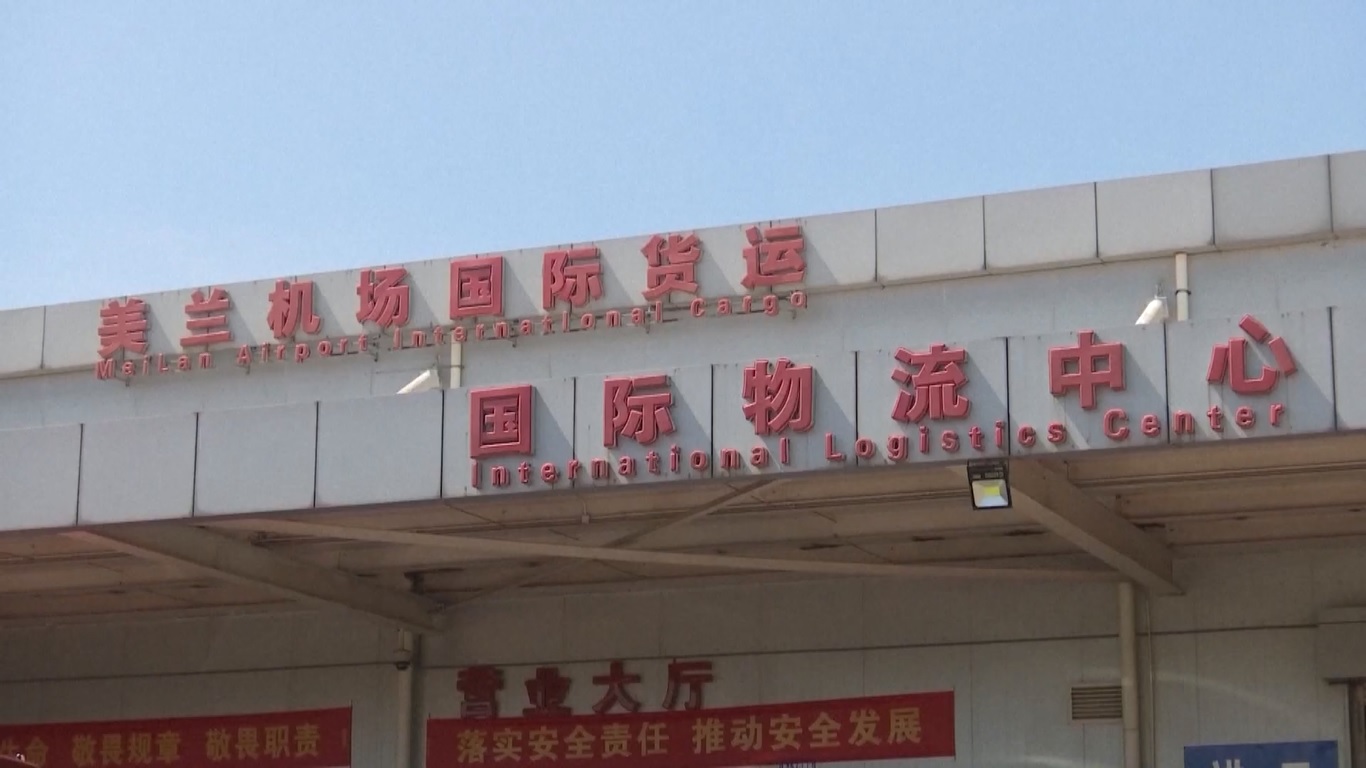 美兰机场国际货运
MeiLan Airport International Cargo
国际物流中心
International Logistics Center
营业大厅
生命 敬畏规章 敬畏职责
落实安全责任 推动安全发展